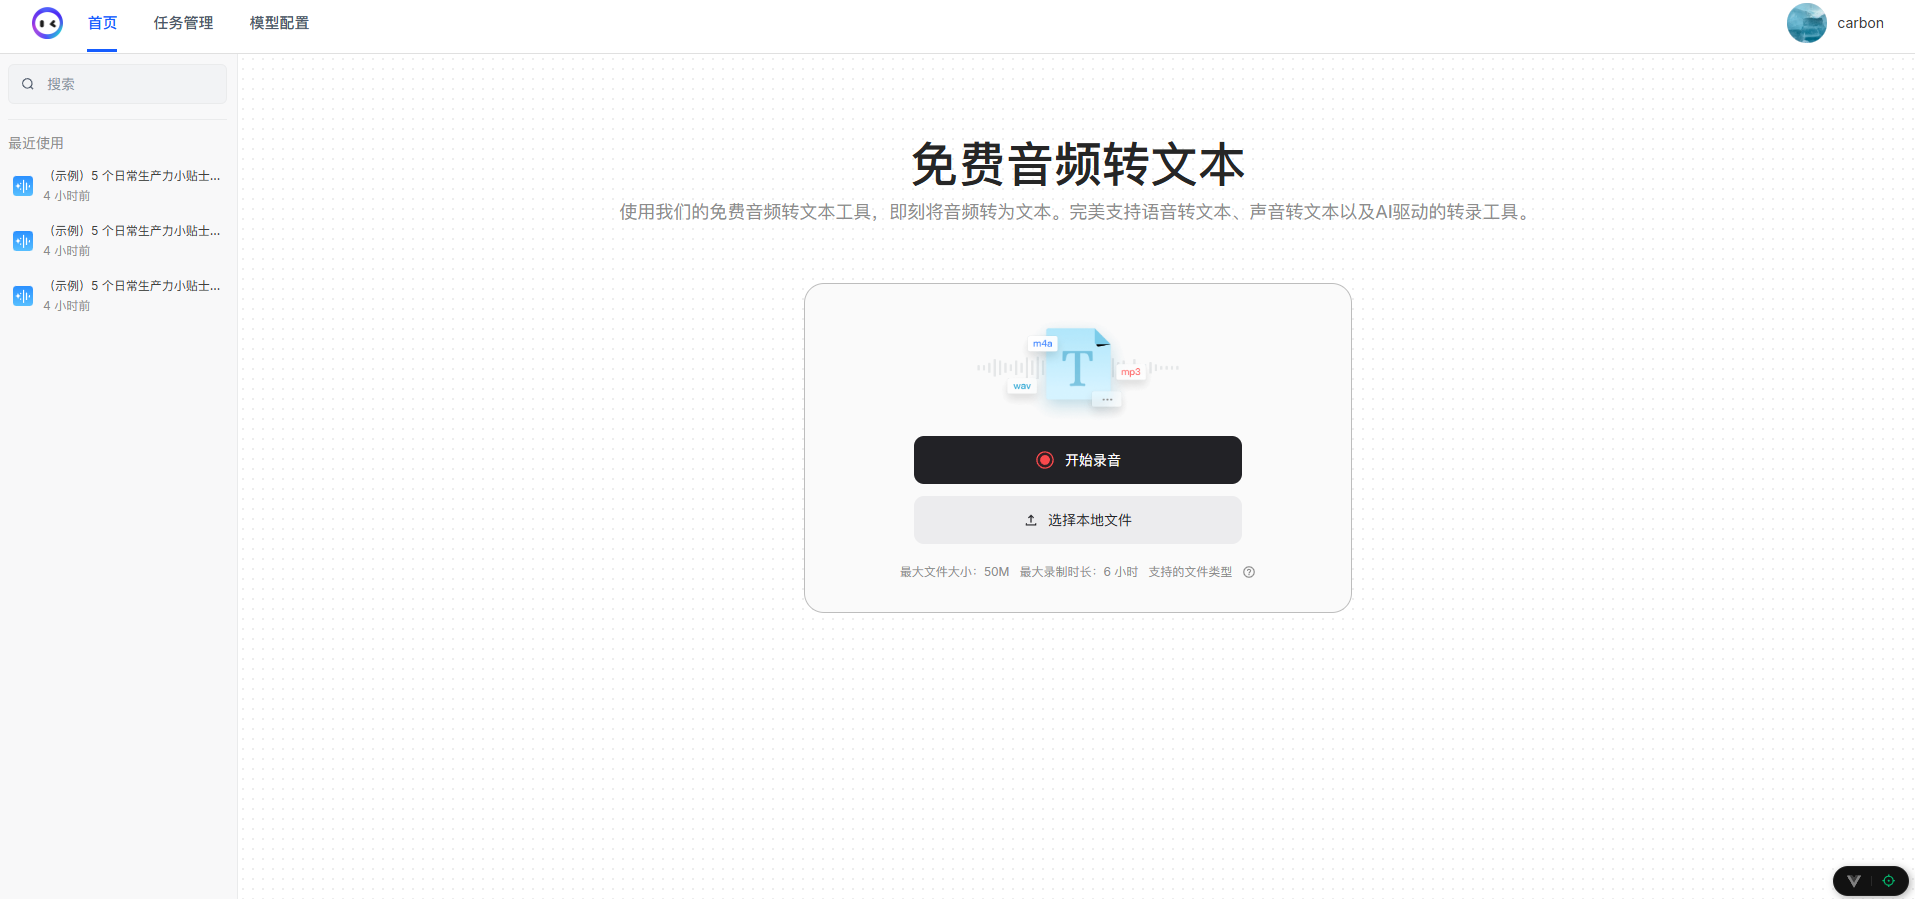 首页
任务管理
模型配置
carbon
搜索
最近使用
（示例）5 个日常生产力小贴士...
4 小时前
（示例）5 个日常生产力小贴士...
4 小时前
（示例）5 个日常生产力小贴士...
4 小时前
免费音频转文本
使用我们的免费音频转文本工具，即刻将音频转为文本。完美支持语音转文本、声音转文本以及AI驱动的转录工具。
m4a
T
mp3
wav
...
开始录音
选择本地文件
最大文件大小：50M 最大录制时长：6 小时 支持的文件类型